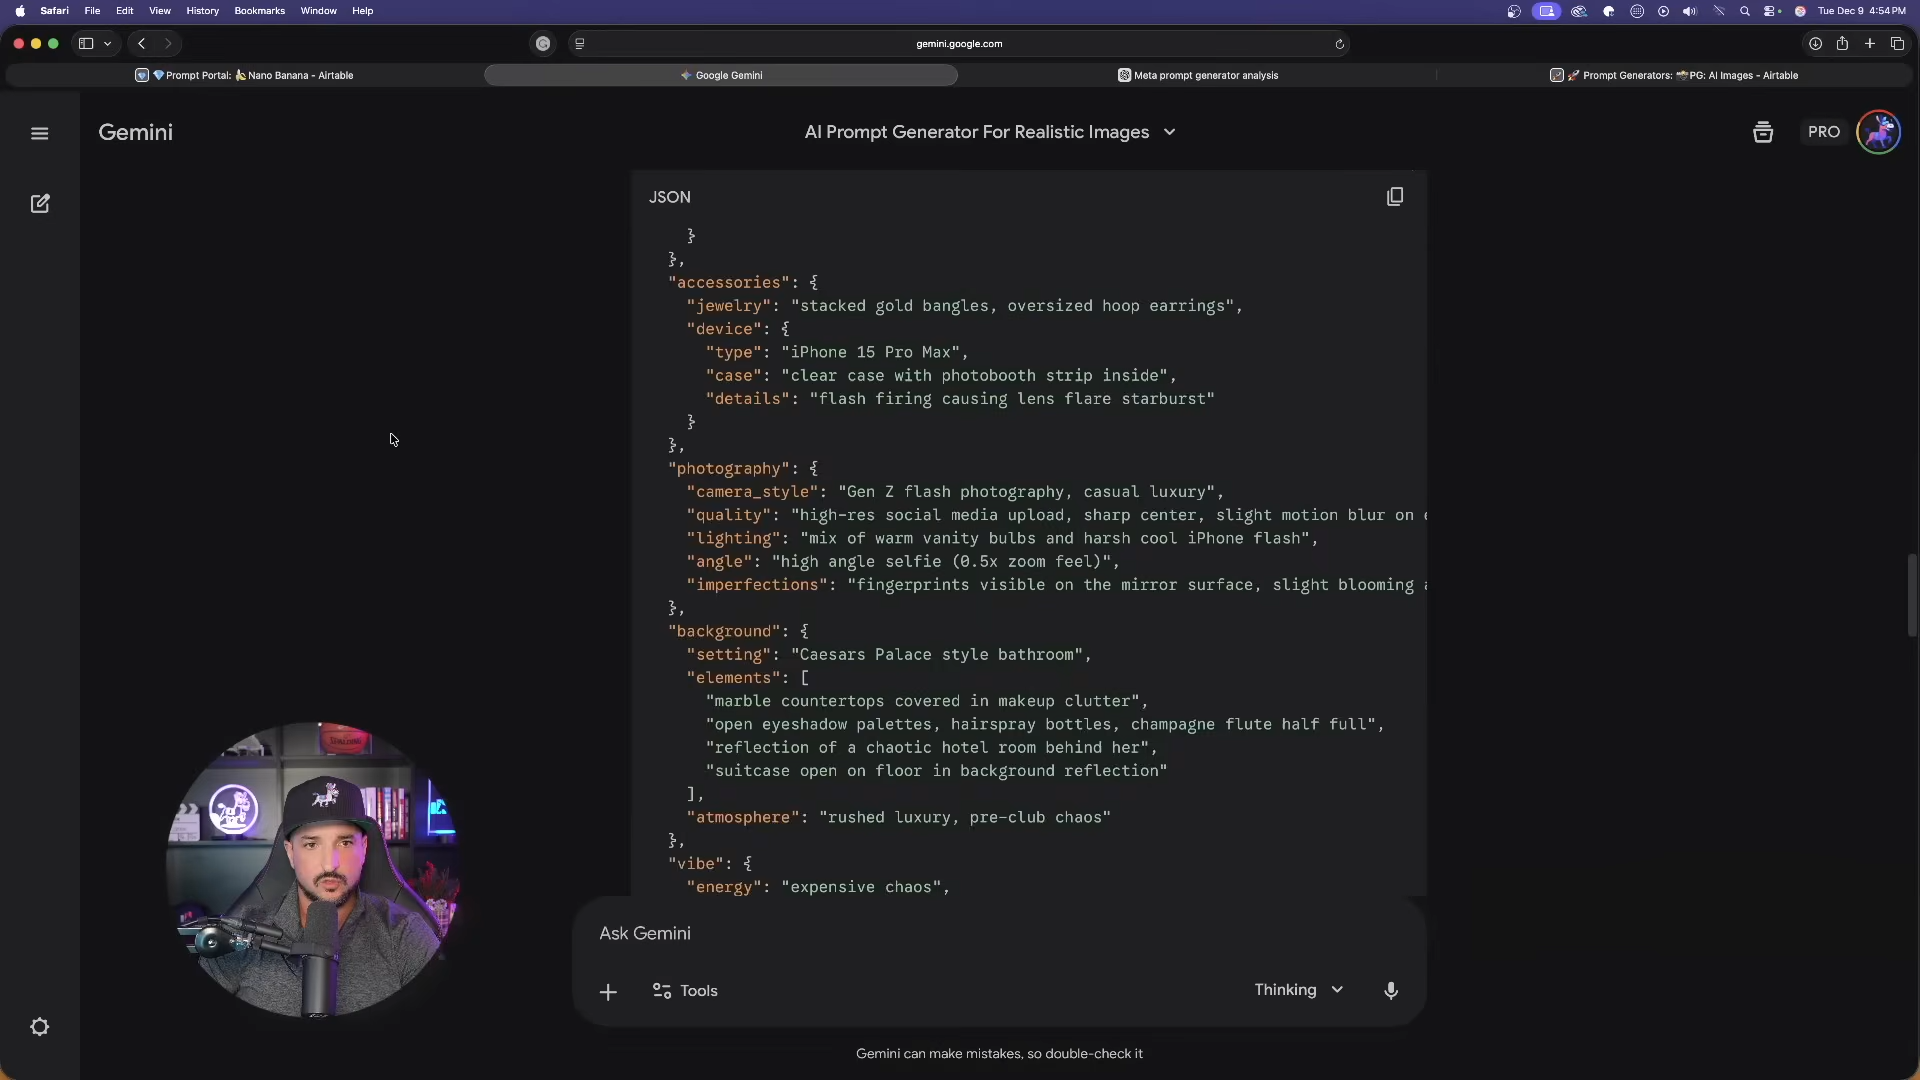 Safari File Edit View History Bookmarks Window Help Tue Dec 9 4:54 PM
gemini.google.com
💎Prompt Portal: 🍌Nano Banana - Airtable
Google Gemini
Meta prompt generator analysis
🚀 Prompt Generators: 📸PG: AI Images - Airtable
Gemini
AI Prompt Generator For Realistic Images
PRO
JSON
}
},
"accessories": {
"jewelry": "stacked gold bangles, oversized hoop earrings",
"device": {
"type": "iPhone 15 Pro Max",
"case": "clear case with photobooth strip inside",
"details": "flash firing causing lens flare starburst"
}
},
"photography": {
"camera_style": "Gen Z flash photography, casual luxury",
"quality": "high-res social media upload, sharp center, slight motion blur on
"lighting": "mix of warm vanity bulbs and harsh cool iPhone flash",
"angle": "high angle selfie (0.5x zoom feel)",
"imperfections": "fingerprints visible on the mirror surface, slight blooming
},
"background": {
"setting": "Caesars Palace style bathroom",
"elements": [
"marble countertops covered in makeup clutter",
"open eyeshadow palettes, hairspray bottles, champagne flute half full",
"reflection of a chaotic hotel room behind her",
"suitcase open on floor in background reflection"
],
"atmosphere": "rushed luxury, pre-club chaos"
},
"vibe": {
"energy": "expensive chaos",
SPALDING
Ask Gemini
Tools
Thinking
Gemini can make mistakes, so double-check it